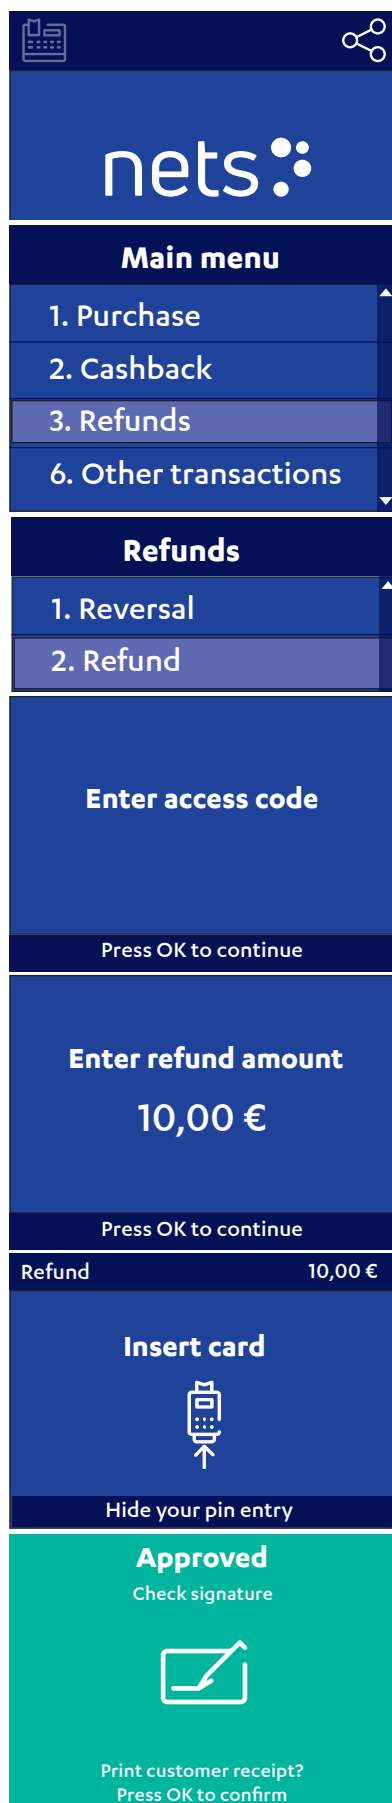 nets
Main menu
1. Purchase
2. Cashback
3. Refunds
6. Other transactions
Refunds
1. Reversal
2. Refund
Enter access code
Press OK to continue
Enter refund amount
10,00 €
Press OK to continue
Refund 10,00 €
Insert card
Hide your pin entry
Approved
Check signature
Print customer receipt?
Press OK to confirm